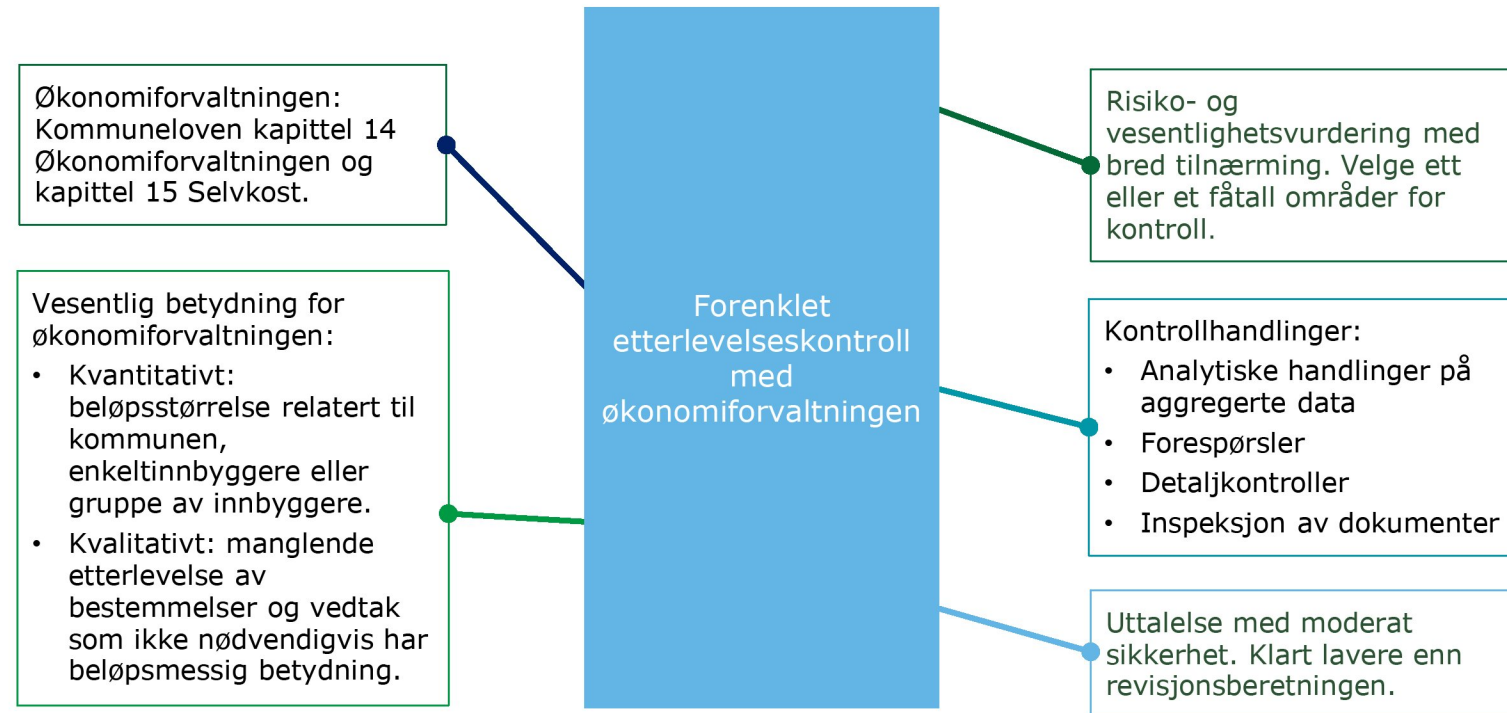 Økonomiforvaltningen:
Kommuneloven kapittel 14
Økonomiforvaltningen og
kapittel 15 Selvkost.
Vesentlig betydning for
økonomiforvaltningen:
• Kvantitativt:
beløpsstørrelse relatert til
kommunen,
enkeltinnbyggere eller
gruppe av innbyggere.
• Kvalitativt: manglende
etterlevelse av
bestemmelser og vedtak
som ikke nødvendigvis har
beløpsmessig betydning.
Forenklet
etterlevelseskontroll
med
økonomiforvaltningen
Risiko- og
vesentlighetsvurdering med
bred tilnærming. Velge ett
eller et fåtall områder for
kontroll.
Kontrollhandlinger:
• Analytiske handlinger på
aggregerte data
• Forespørsler
• Detaljkontroller
• Inspeksjon av dokumenter
Uttalelse med moderat
sikkerhet. Klart lavere enn
revisjonsberetningen.